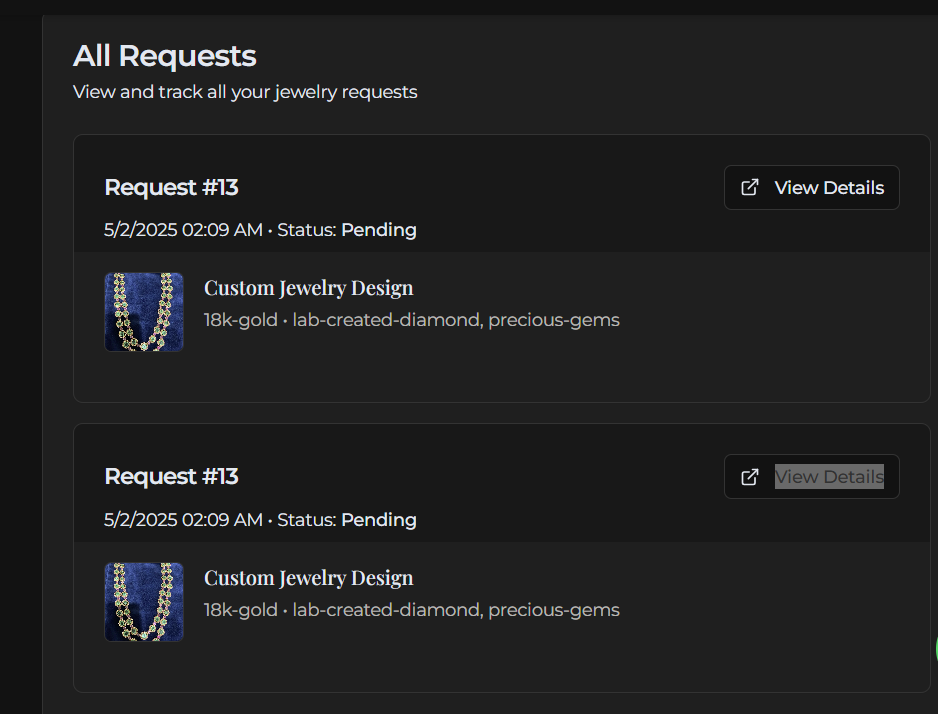 All Requests
View and track all your jewelry requests
Request #13
View Details
5/2/2025 02:09 AM • Status: Pending
Custom Jewelry Design
18k-gold • lab-created-diamond, precious-gems
Request #13
View Details
5/2/2025 02:09 AM • Status: Pending
Custom Jewelry Design
18k-gold • lab-created-diamond, precious-gems